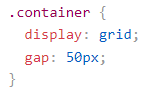 .container {
  display: grid;
  gap: 50px;
}